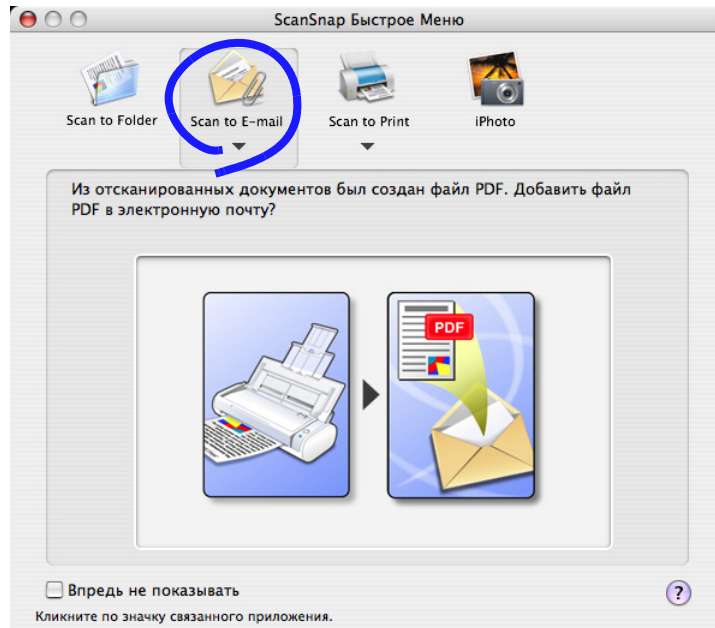 ScanSnap Быстрое Меню
Scan to Folder
Scan to E-mail
Scan to Print
iPhoto
Из отсканированных документов был создан файл PDF. Добавить файл
PDF в электронную почту?
PDF
Впредь не показывать
?
Кликните по значку связанного приложения.